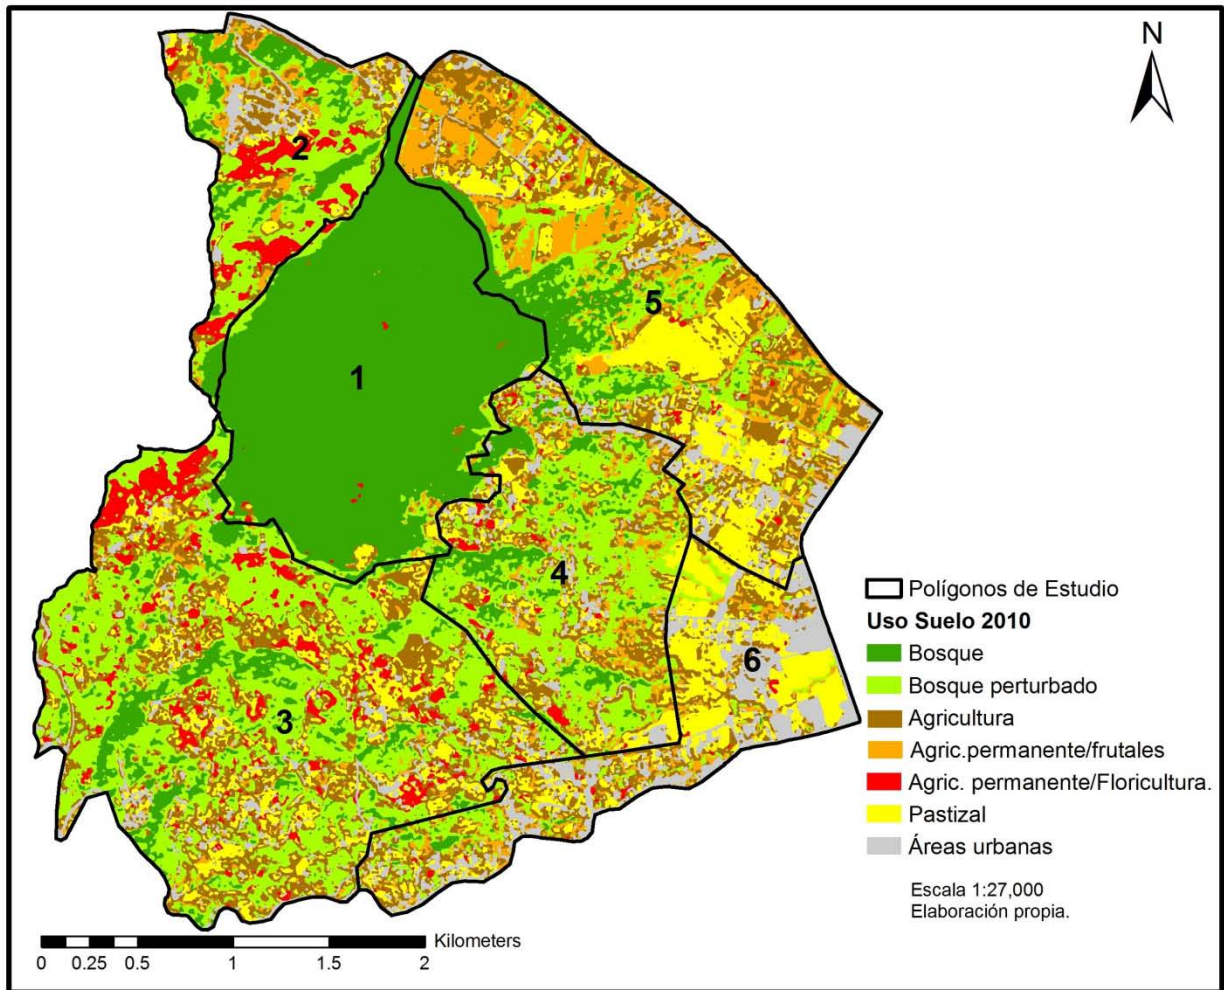 N
2
5
1
4
6
3
Polígonos de Estudio
Uso Suelo 2010
Bosque
Bosque perturbado
Agricultura
Agric.permanente/frutales
Agric. permanente/Floricultura.
Pastizal
Áreas urbanas
Escala 1:27,000
Elaboración propia.
Kilometers
0 0.25 0.5 1 1.5 2